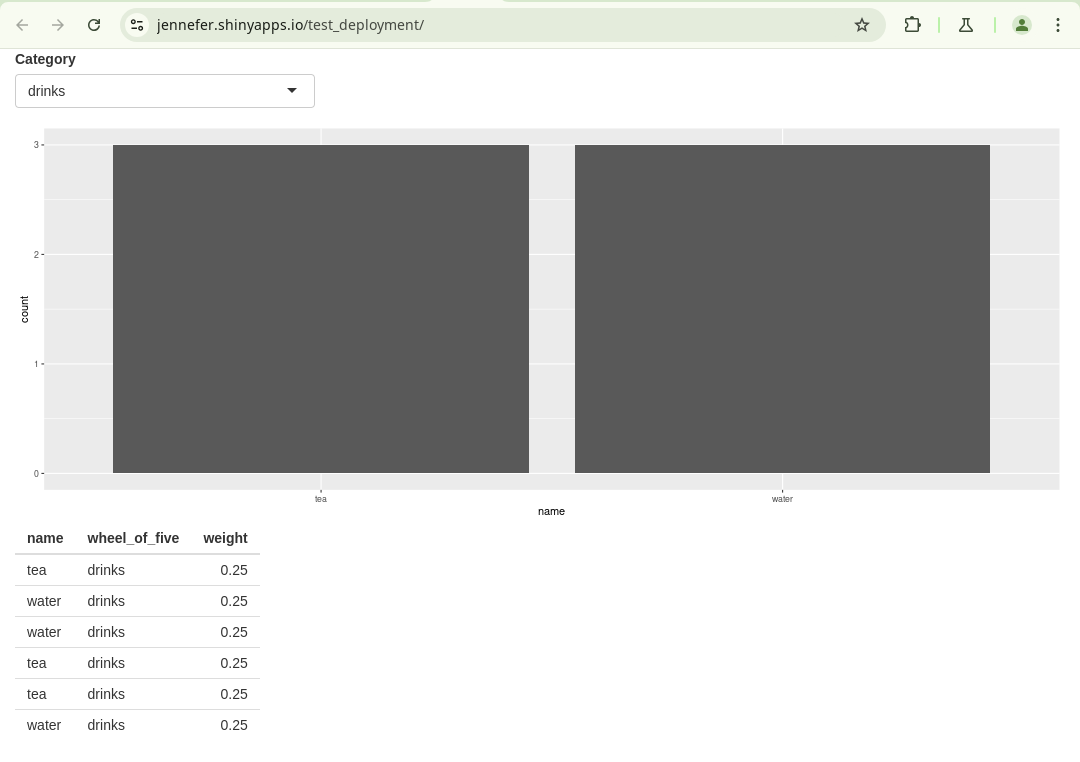 jennefer.shinyapps.io/test_deployment/
Category
drinks
3
2
1
0
count
tea water
name
name wheel_of_five weight
tea drinks 0.25
water drinks 0.25
water drinks 0.25
tea drinks 0.25
tea drinks 0.25
water drinks 0.25